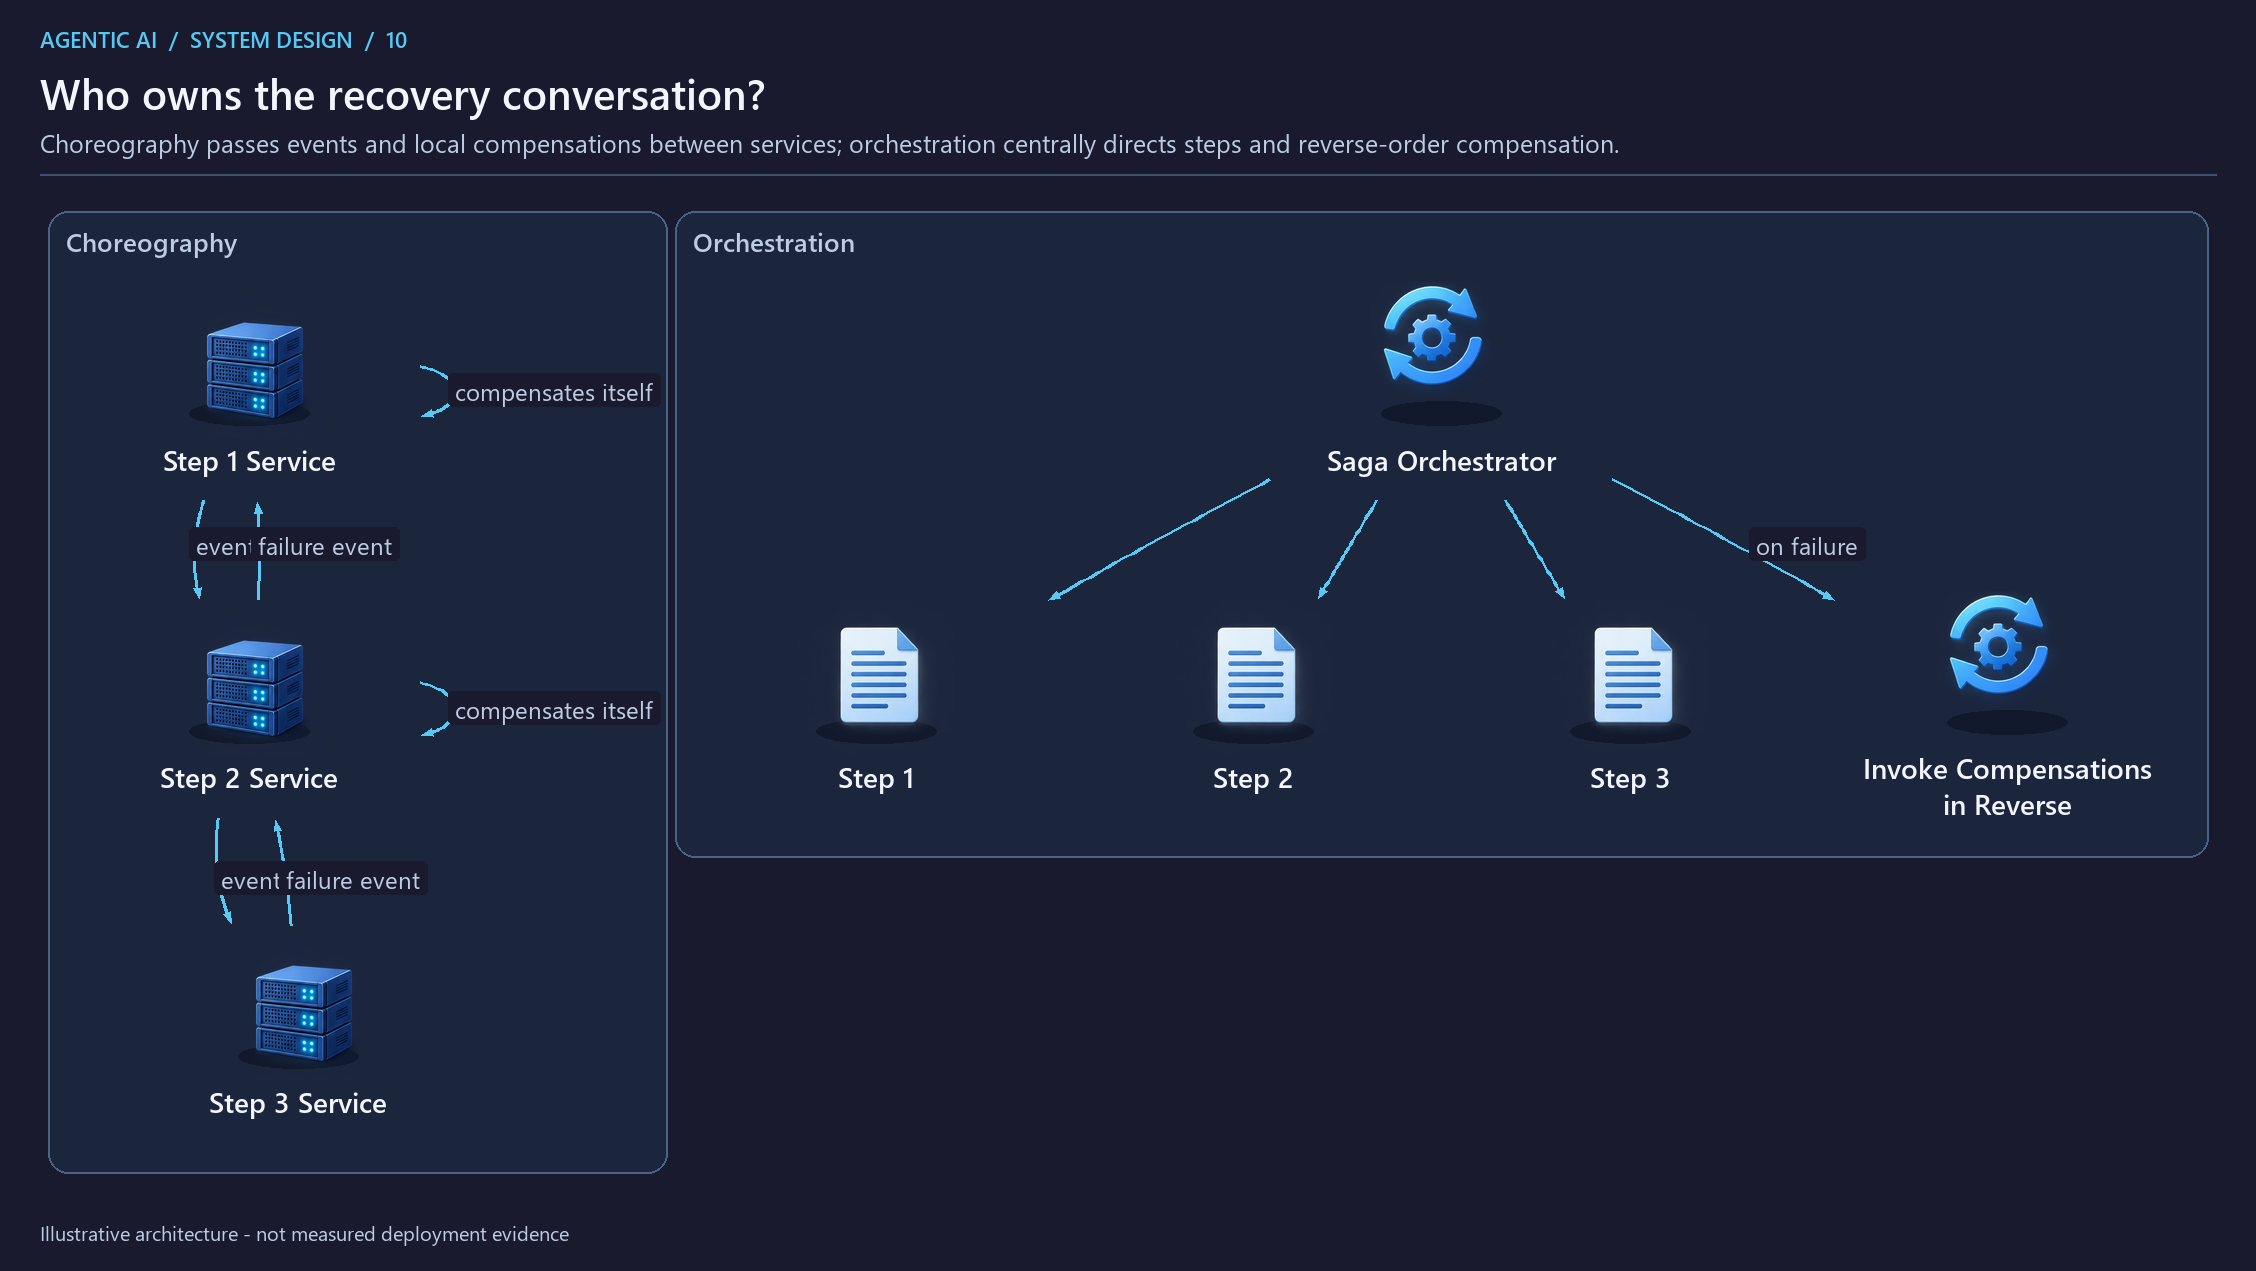 AGENTIC AI / SYSTEM DESIGN / 10
Who owns the recovery conversation?
Choreography passes events and local compensations between services; orchestration centrally directs steps and reverse-order compensation.
Choreography
compensates itself
Step 1 Service
event
failure event
compensates itself
Step 2 Service
event
failure event
Step 3 Service
Orchestration
Saga Orchestrator
on failure
Step 1
Step 2
Step 3
Invoke Compensations
in Reverse
Illustrative architecture - not measured deployment evidence